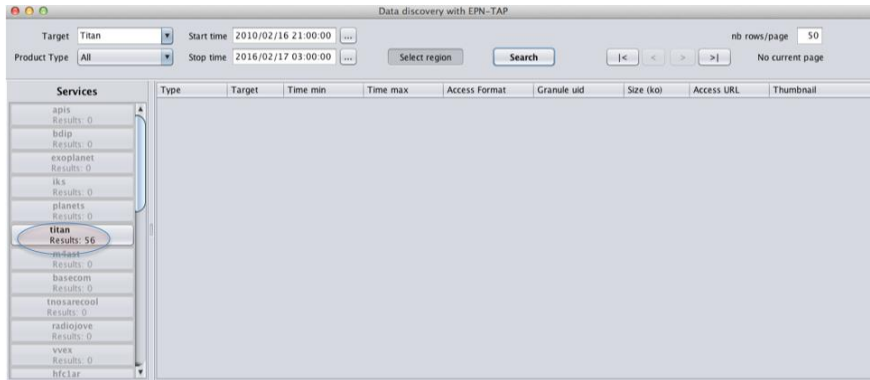 Data discovery with EPN-TAP
Target Titan Start time 2010/02/16 21:00:00 ... nb rows/page 50
Product Type All Stop time 2016/02/17 03:00:00 ... Select region Search |< < > >| No current page
Services Type Target Time min Time max Access Format Granule uid Size (ko) Access URL Thumbnail
apis
Results: 0
bdip
Results: 0
exoplanet
Results: 0
iks
Results: 0
planets
Results: 0
titan
Results: 56
m4ast
Results: 0
basecom
Results: 0
tnosarecool
Results: 0
radiojove
Results: 0
vvex
Results: 0
hfc1ar